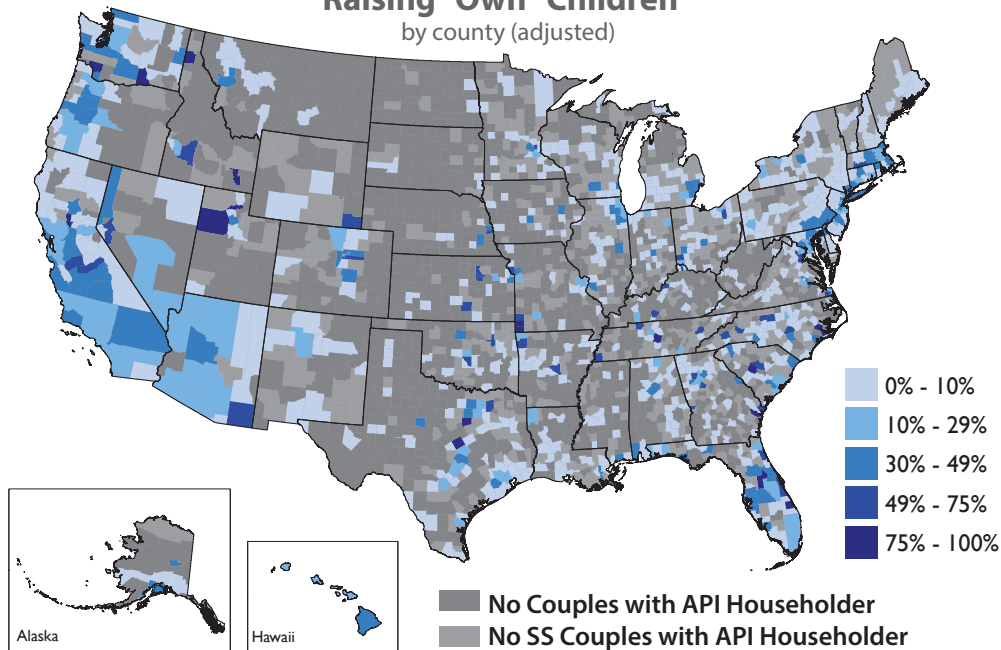 Raising "Own" Children
by county (adjusted)
0% - 10%
10% - 29%
30% - 49%
49% - 75%
75% - 100%
No Couples with API Householder
No SS Couples with API Householder
Alaska
Hawaii